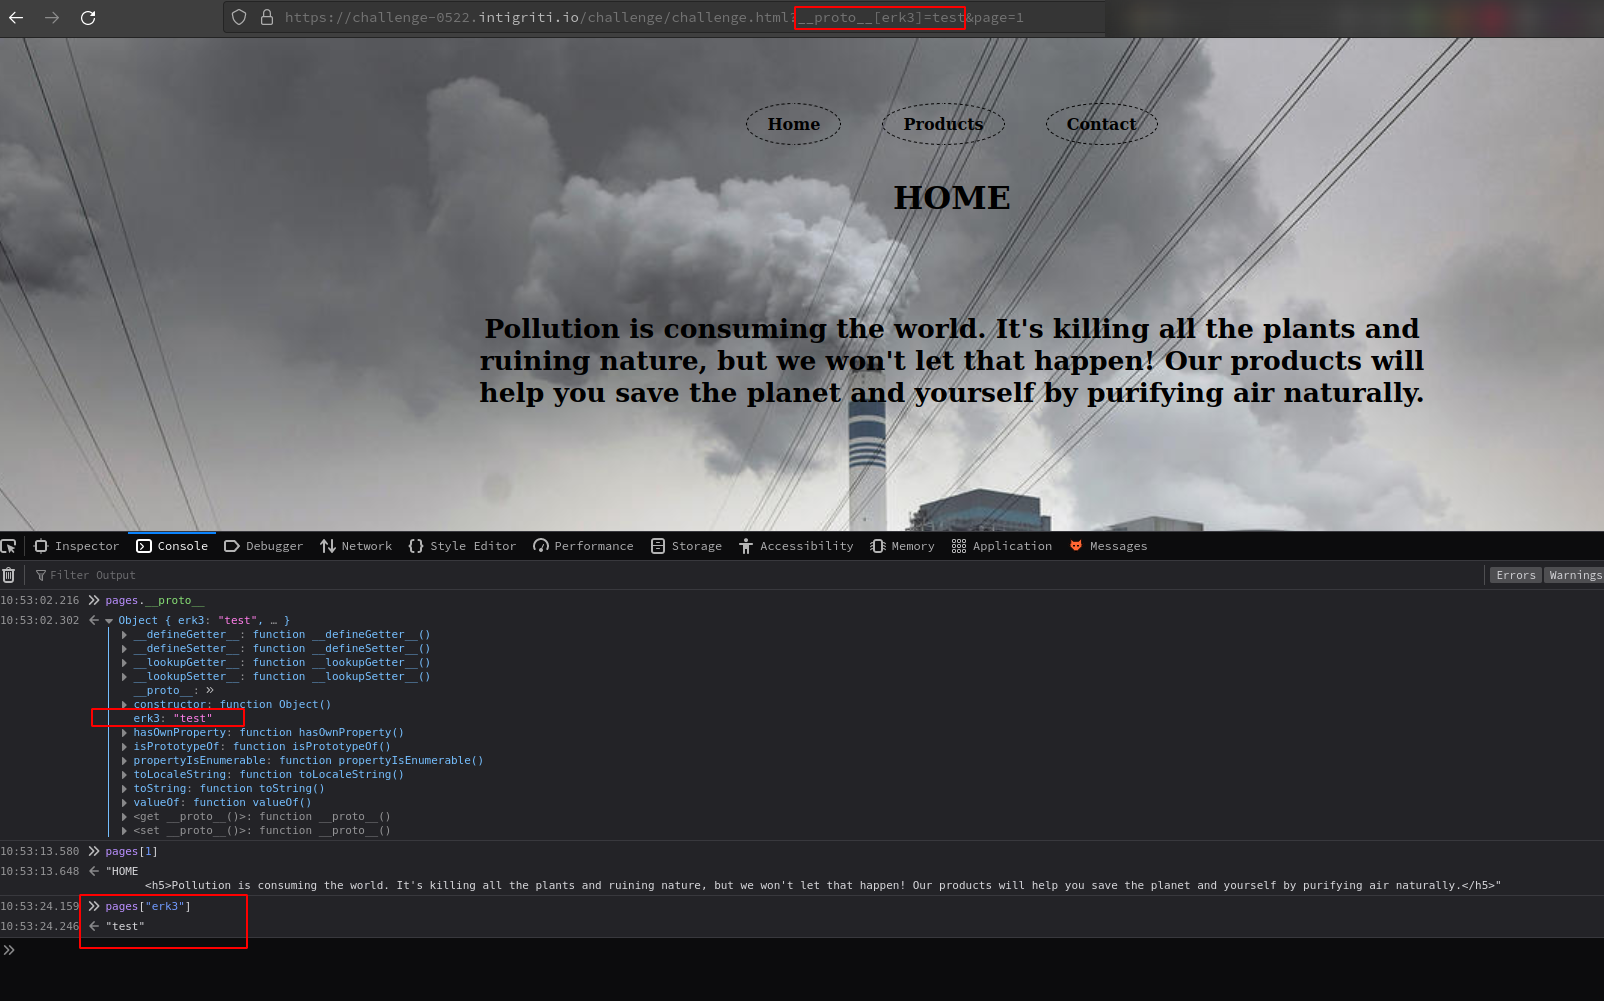 https://challenge-0522.intigriti.io/challenge/challenge.html?__proto__[erk3]=test&page=1
Home Products Contact
HOME
Pollution is consuming the world. It's killing all the plants and
ruining nature, but we won't let that happen! Our products will
help you save the planet and yourself by purifying air naturally.
Inspector Console Debugger Network Style Editor Performance Storage Accessibility Memory Application Messages
Filter Output Errors Warnings
10:53:02.216 pages.__proto__
10:53:02.302 Object { erk3: "test", … }
__defineGetter__: function __defineGetter__()
__defineSetter__: function __defineSetter__()
__lookupGetter__: function __lookupGetter__()
__lookupSetter__: function __lookupSetter__()
__proto__: »
constructor: function Object()
erk3: "test"
hasOwnProperty: function hasOwnProperty()
isPrototypeOf: function isPrototypeOf()
propertyIsEnumerable: function propertyIsEnumerable()
toLocaleString: function toLocaleString()
toString: function toString()
valueOf: function valueOf()
<get __proto__()>: function __proto__()
<set __proto__()>: function __proto__()
10:53:13.580 pages[1]
10:53:13.648 "HOME
<h5>Pollution is consuming the world. It's killing all the plants and ruining nature, but we won't let that happen! Our products will help you save the planet and yourself by purifying air naturally.</h5>"
10:53:24.159 pages["erk3"]
10:53:24.246 "test"